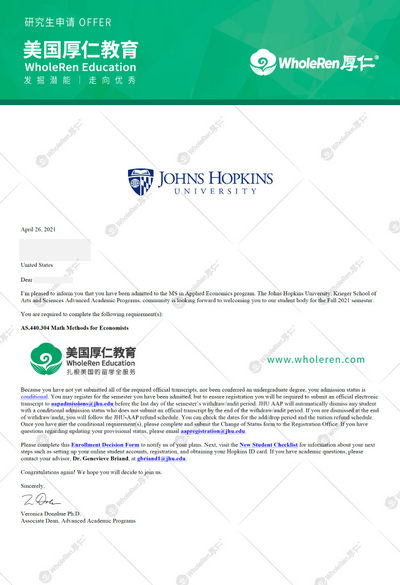 研究生申请 OFFER
美国厚仁教育
WholeRen Education
发掘潜能 | 走向优秀
WholeRen厚仁®
JOHNS HOPKINS
UNIVERSITY
April 26, 2021
United States
Dear
I'm pleased to inform you that you have been admitted to the MS in Applied Economics program. The Johns Hopkins University, Krieger School of
Arts and Sciences Advanced Academic Programs, community is looking forward to welcoming you to our student body for the Fall 2021 semester.
You are required to complete the following requirement(s):
AS.440.304 Math Methods for Economists
美国厚仁教育
WholeRen Education
扎根美国的留学全服务
www.wholeren.com
Because you have not yet submitted all of the required official transcripts, nor been conferred an undergraduate degree, your admission status is
conditional. You may register for the semester you have been admitted, but to ensure registration you will be required to submit an official electronic
transcript to aapadmissions@jhu.edu before the last day of the semester's withdraw/audit period. JHU AAP will automatically dismiss any student
with a conditional admission status who does not submit an official transcript by the end of the withdraw/audit period. If you are dismissed at the end
of withdraw/audit, you will follow the JHU-AAP refund schedule. You can check the dates for the add/drop period and the tuition refund schedule.
Once you have met the conditional requirement(s), please complete and submit the Change of Status form to the Registration Office. If you have
questions regarding updating your provisional status, please email aapregistration@jhu.edu.
Please complete this Enrollment Decision Form to notify us of your plans. Next, visit the New Student Checklist for information about your next
steps such as setting up your online student accounts, registration, and obtaining your Hopkins ID card. If you have academic questions, please
contact your advisor, Dr. Genevieve Briand, at gbriand1@jhu.edu.
Congratulations again! We hope you will decide to join us.
Sincerely,
Veronica Donahue Ph.D.
Associate Dean, Advanced Academic Programs